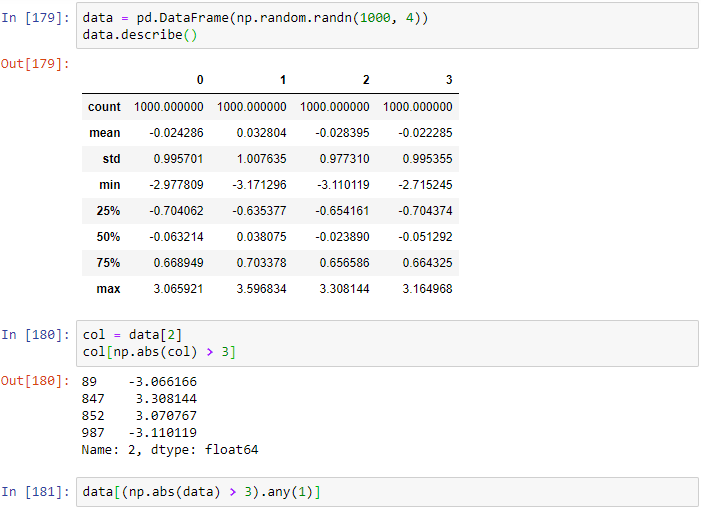 In [179]: data = pd.DataFrame(np.random.randn(1000, 4))
data.describe()
Out[179]:
0 1 2 3
count 1000.000000 1000.000000 1000.000000 1000.000000
mean -0.024286 0.032804 -0.028395 -0.022285
std 0.995701 1.007635 0.977310 0.995355
min -2.977809 -3.171296 -3.110119 -2.715245
25% -0.704062 -0.635377 -0.654161 -0.704374
50% -0.063214 0.038075 -0.023890 -0.051292
75% 0.668949 0.703378 0.656586 0.664325
max 3.065921 3.596834 3.308144 3.164968
In [180]: col = data[2]
col[np.abs(col) > 3]
Out[180]: 89 -3.066166
847 3.308144
852 3.070767
987 -3.110119
Name: 2, dtype: float64
In [181]: data[(np.abs(data) > 3).any(1)]